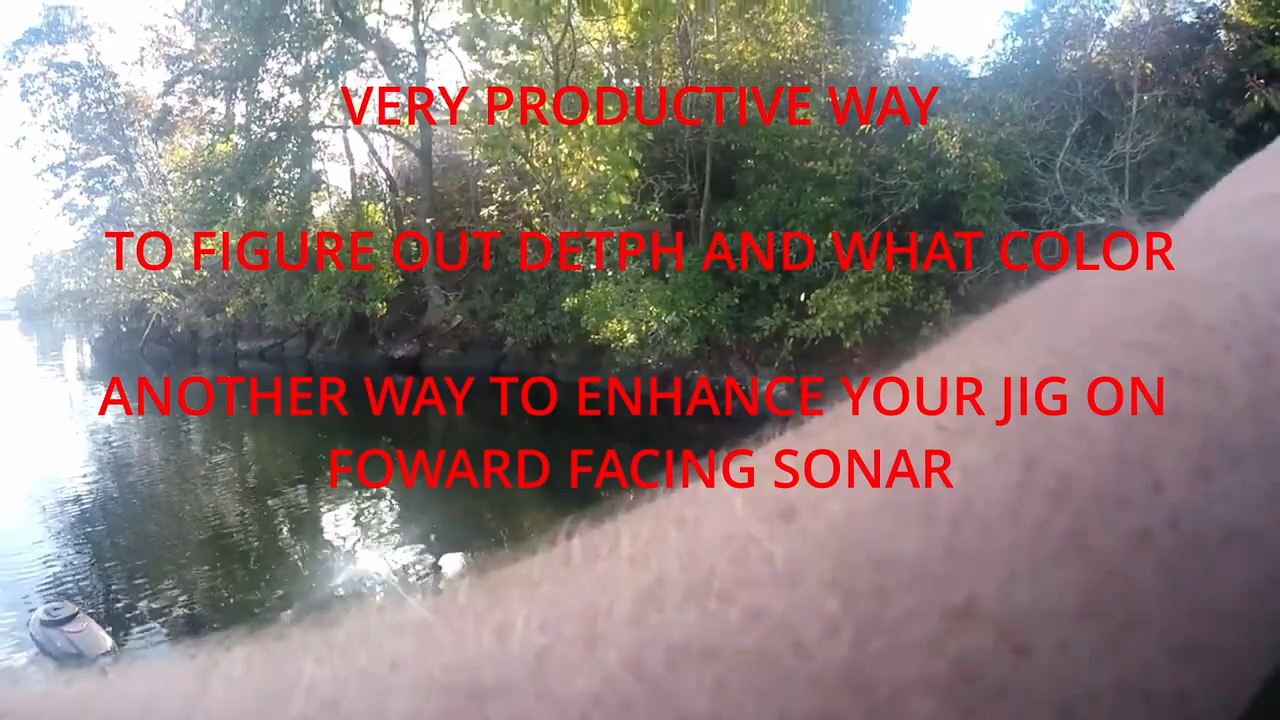 VERY PRODUCTIVE WAY
TO FIGURE OUT DETPH AND WHAT COLOR
ANOTHER WAY TO ENHANCE YOUR JIG ON
FOWARD FACING SONAR